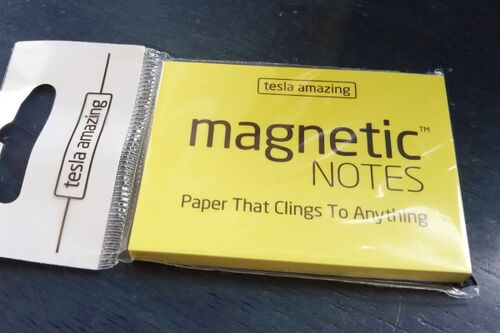 tesla amazing
tesla amazing
magnetic™
NOTES
Paper That Clings To Anything